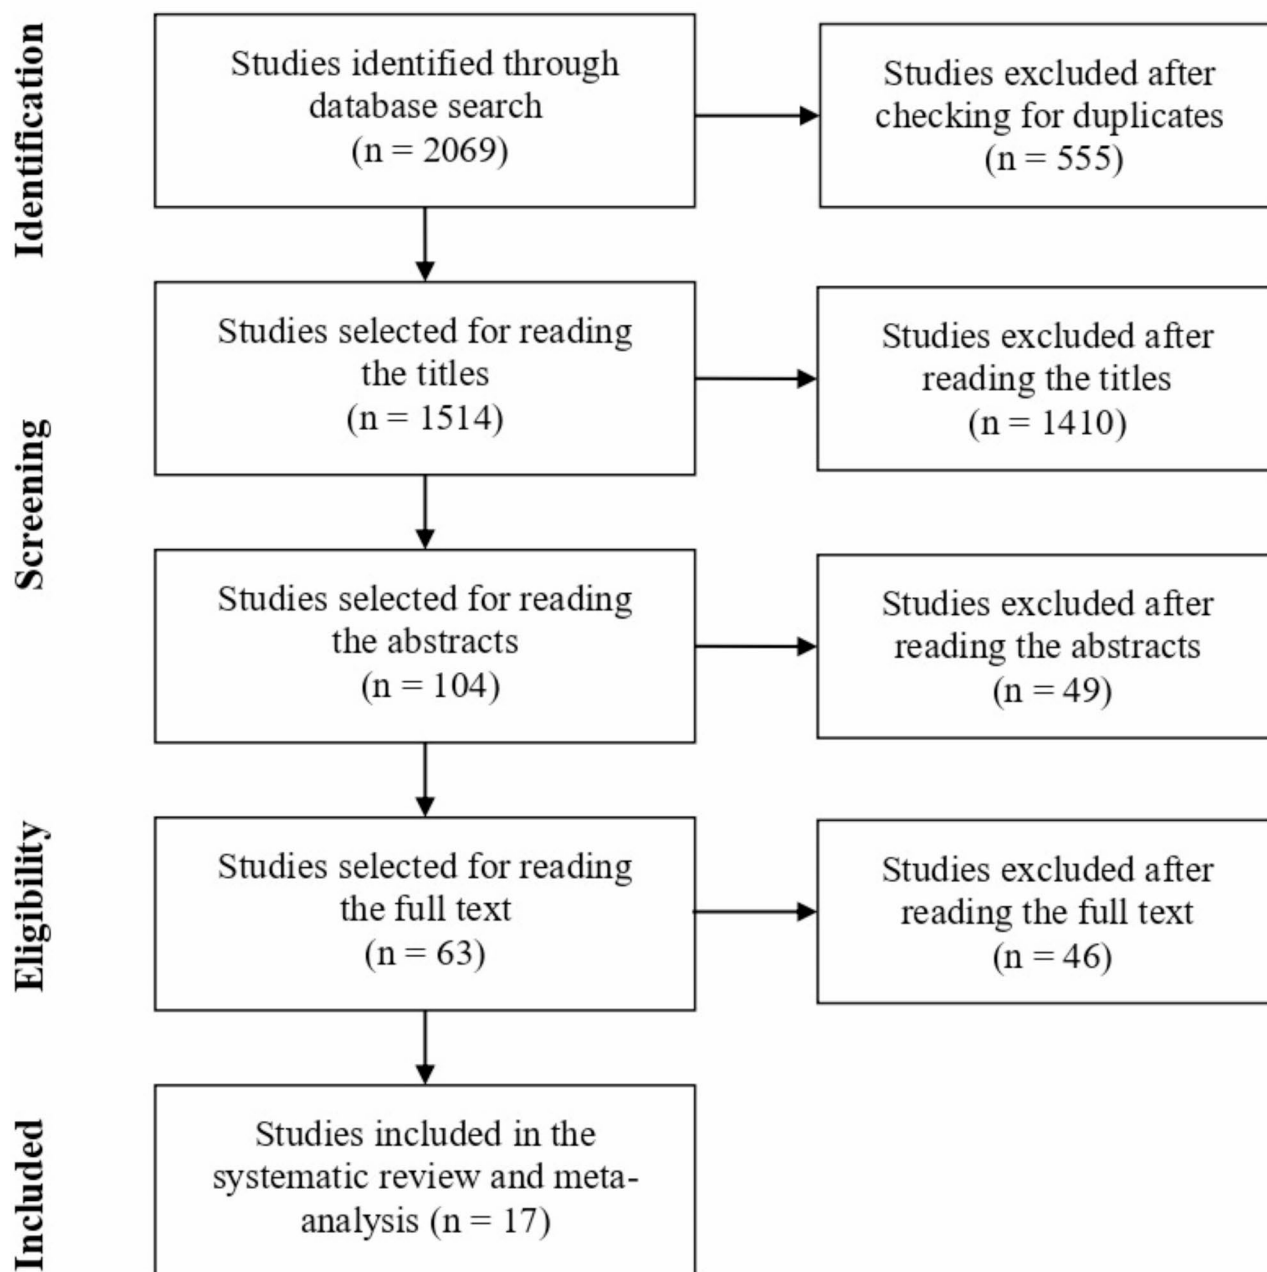 Identification
Studies identified through
database search
(n = 2069)
Studies excluded after
checking for duplicates
(n = 555)
Screening
Studies selected for reading
the titles
(n = 1514)
Studies excluded after
reading the titles
(n = 1410)
Studies selected for reading
the abstracts
(n = 104)
Studies excluded after
reading the abstracts
(n = 49)
Eligibility
Studies selected for reading
the full text
(n = 63)
Studies excluded after
reading the full text
(n = 46)
Included
Studies included in the
systematic review and meta-
analysis (n = 17)